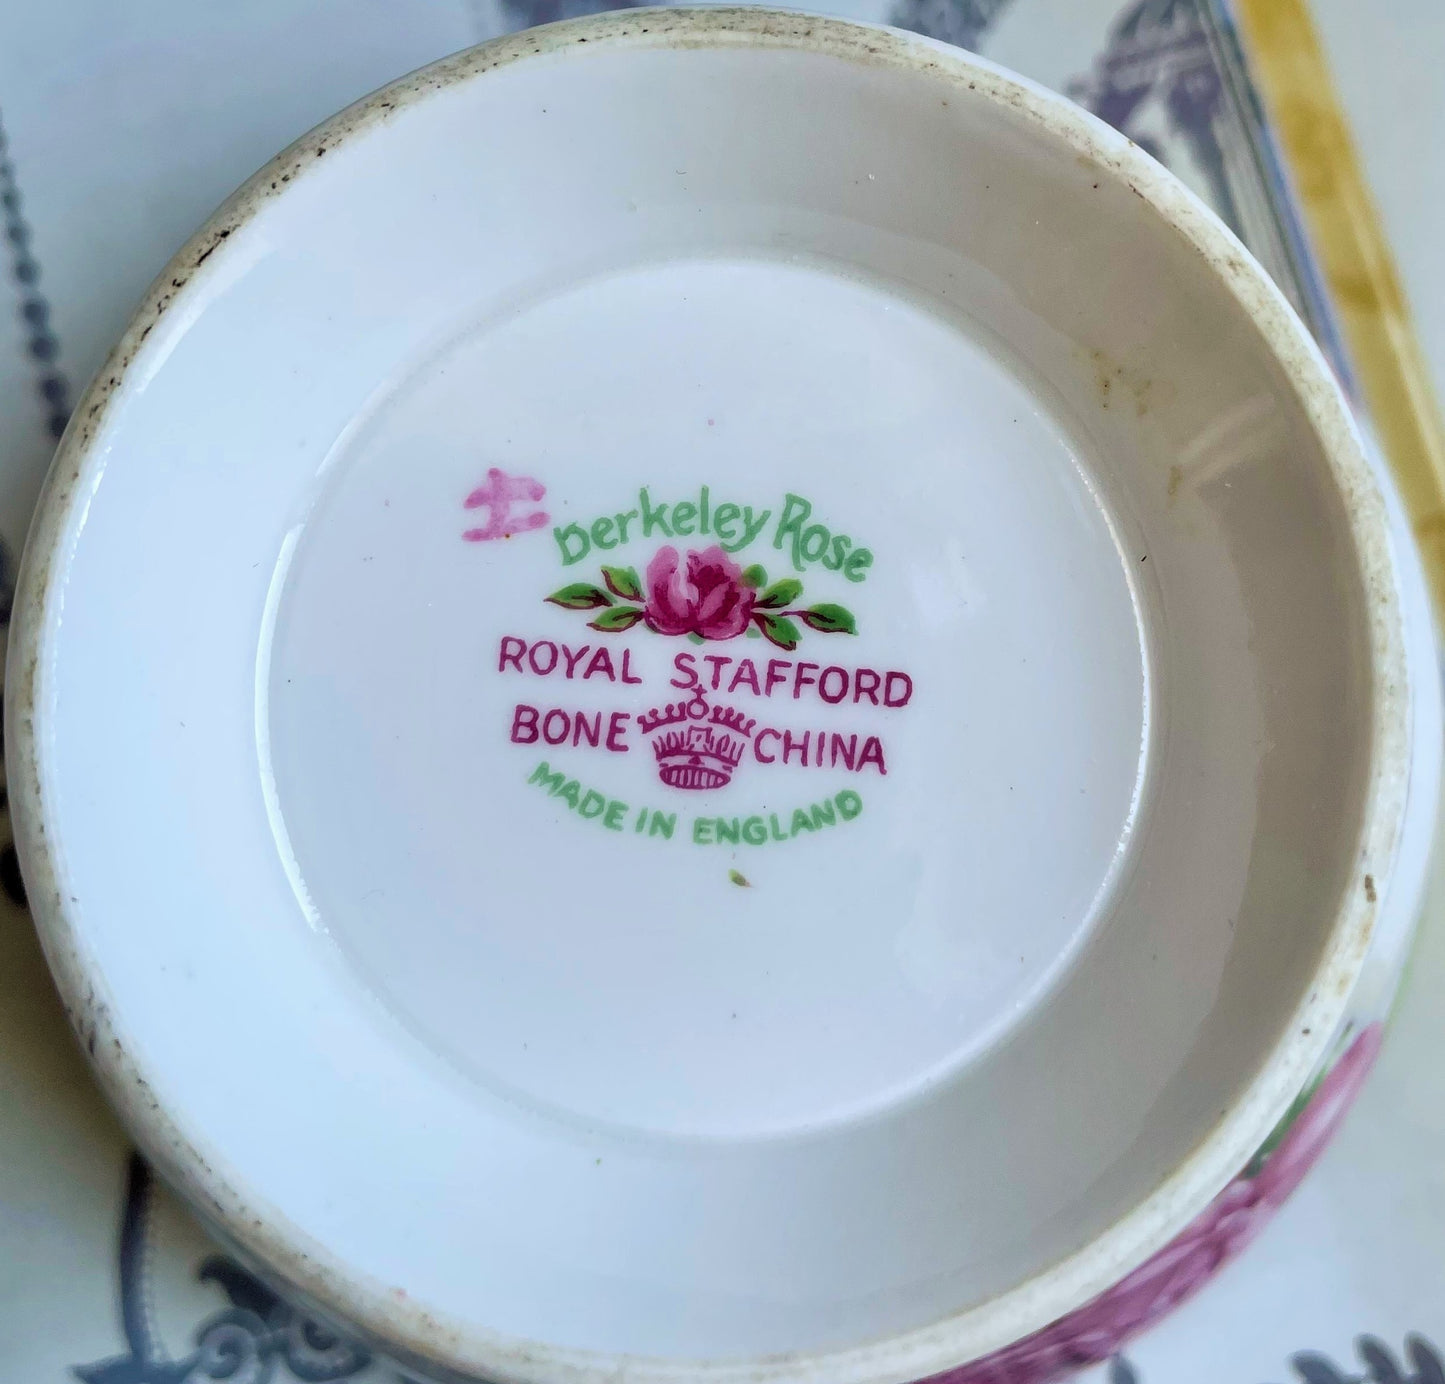 Berkeley Rose
ROYAL STAFFORD
BONE CHINA
MADE IN ENGLAND